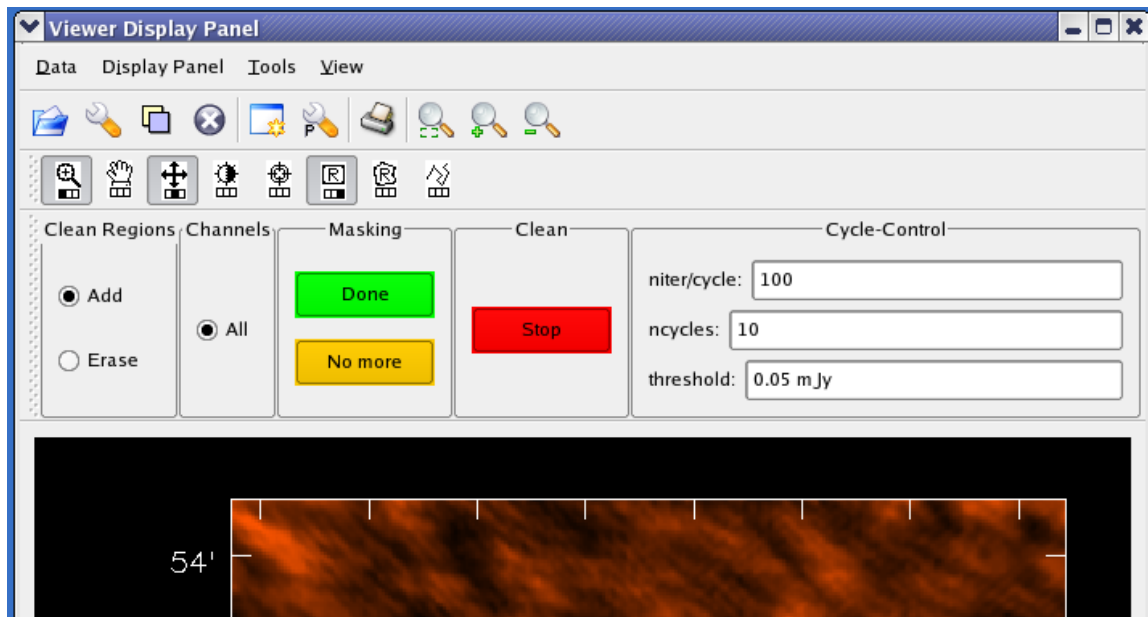 Viewer Display Panel
Data Display Panel Tools View
P
R R
Clean Regions Channels Masking Clean Cycle-Control
Add
Erase
All
Done
No more
Stop
niter/cycle: 100
ncycles: 10
threshold: 0.05 mJy
54'